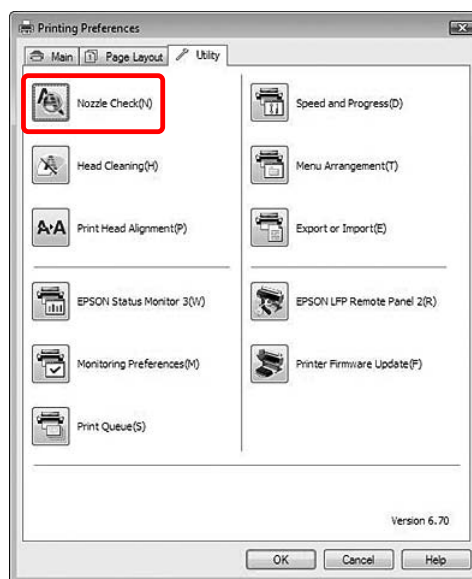 Printing Preferences
Main Page Layout Utility
Nozzle Check(N)
Speed and Progress(D)
Head Cleaning(H)
Menu Arrangement(T)
Print Head Alignment(P)
Export or Import(E)
EPSON Status Monitor 3(W)
EPSON LFP Remote Panel 2(R)
Monitoring Preferences(M)
Printer Firmware Update(F)
Print Queue(S)
Version 6.70
OK Cancel Help